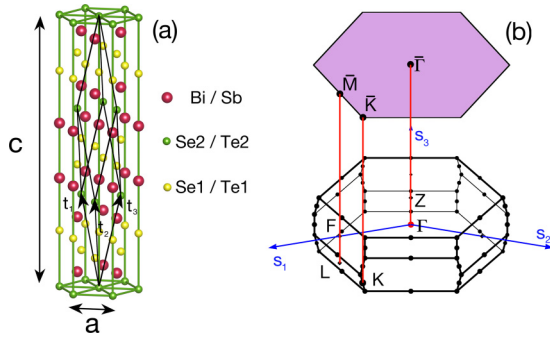 (a)
c
a
t1
t2
t3
Bi / Sb
Se2 / Te2
Se1 / Te1
(b)
Γ̄
M̄
K̄
s3
Z
Γ
F
L
K
s1
s2